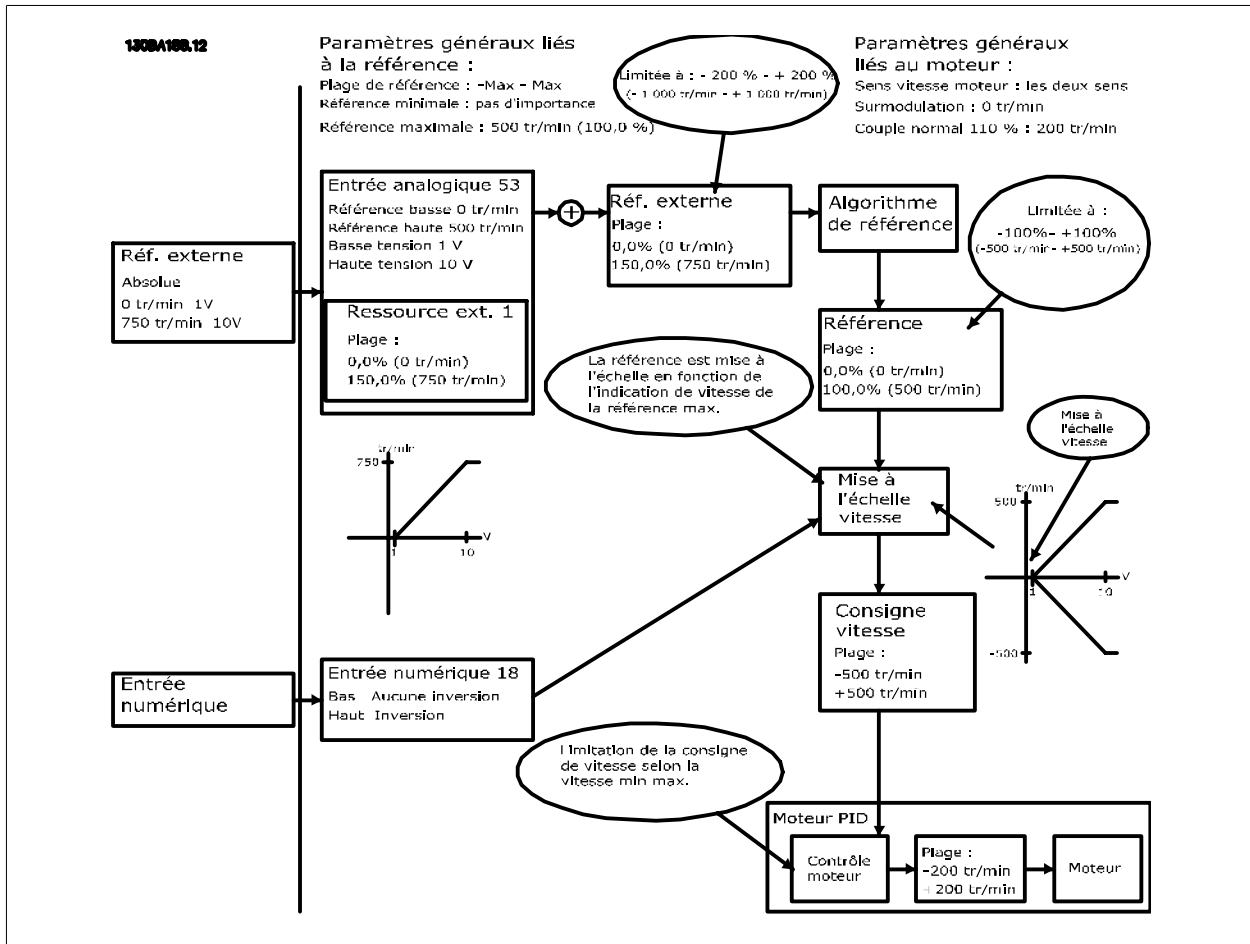 130BA188.12
Paramètres généraux liés
à la référence :
Plage de référence : -Max - Max
Référence minimale : pas d'importance
Référence maximale : 500 tr/min (100,0 %)
Limitée à : - 200 % - + 200 %
(- 1 000 tr/min - + 1 000 tr/min)
Paramètres généraux
liés au moteur :
Sens vitesse moteur : les deux sens
Surmodulation : 0 tr/min
Couple normal 110 % : 200 tr/min
Réf. externe
Absolue
0 tr/min 1V
750 tr/min 10V
Entrée analogique 53
Référence basse 0 tr/min
Référence haute 500 tr/min
Basse tension 1 V
Haute tension 10 V
Ressource ext. 1
Plage :
0,0% (0 tr/min)
150,0% (750 tr/min)
+
Réf. externe
Plage :
0,0% (0 tr/min)
150,0% (750 tr/min)
Algorithme
de référence
Limitée à :
-100%- +100%
(-500 tr/min- +500 tr/min)
Référence
Plage :
0,0% (0 tr/min)
100,0% (500 tr/min)
La référence est mise à
l'échelle en fonction de
l'indication de vitesse de
la référence max.
Mise à
l'échelle
vitesse
tr/min
750
1
10
V
Mise à
l'échelle
vitesse
tr/min
500
1
10
V
-500
Consigne
vitesse
Plage :
-500 tr/min
+500 tr/min
Entrée
numérique
Entrée numérique 18
Bas Aucune inversion
Haut Inversion
Limitation de la consigne
de vitesse selon la
vitesse min max.
Moteur PID
Contrôle
moteur
Plage :
-200 tr/min
+ 200 tr/min
Moteur